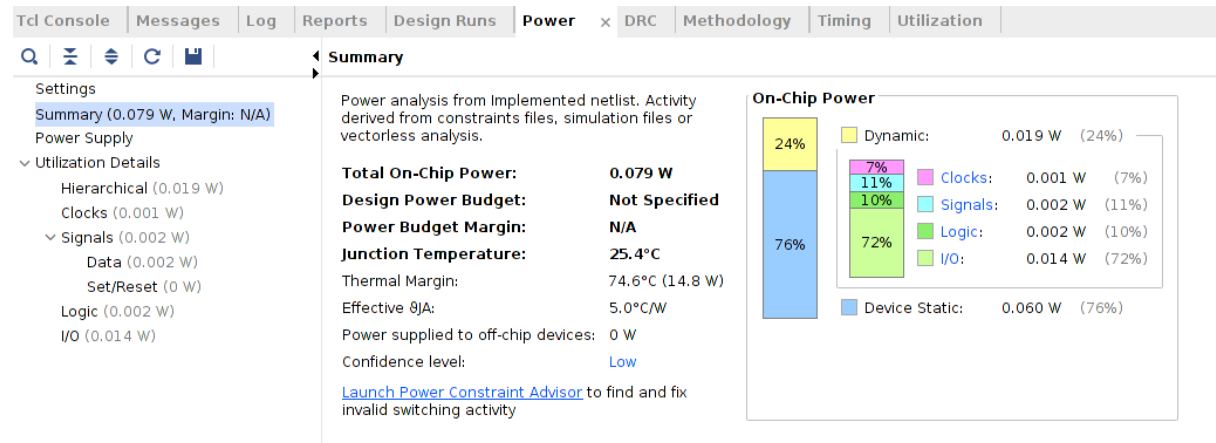 Tcl Console Messages Log Reports Design Runs Power × DRC Methodology Timing Utilization
Summary
Settings
Summary (0.079 W, Margin: N/A)
Power Supply
Utilization Details
Hierarchical (0.019 W)
Clocks (0.001 W)
Signals (0.002 W)
Data (0.002 W)
Set/Reset (0 W)
Logic (0.002 W)
I/O (0.014 W)
Power analysis from Implemented netlist. Activity
derived from constraints files, simulation files or
vectorless analysis.
Total On-Chip Power: 0.079 W
Design Power Budget: Not Specified
Power Budget Margin: N/A
Junction Temperature: 25.4°C
Thermal Margin: 74.6°C (14.8 W)
Effective ϑJA: 5.0°C/W
Power supplied to off-chip devices: 0 W
Confidence level: Low
Launch Power Constraint Advisor to find and fix
invalid switching activity
On-Chip Power
24%
76%
Dynamic: 0.019 W (24%)
7%
11%
10%
72%
Clocks: 0.001 W (7%)
Signals: 0.002 W (11%)
Logic: 0.002 W (10%)
I/O: 0.014 W (72%)
Device Static: 0.060 W (76%)